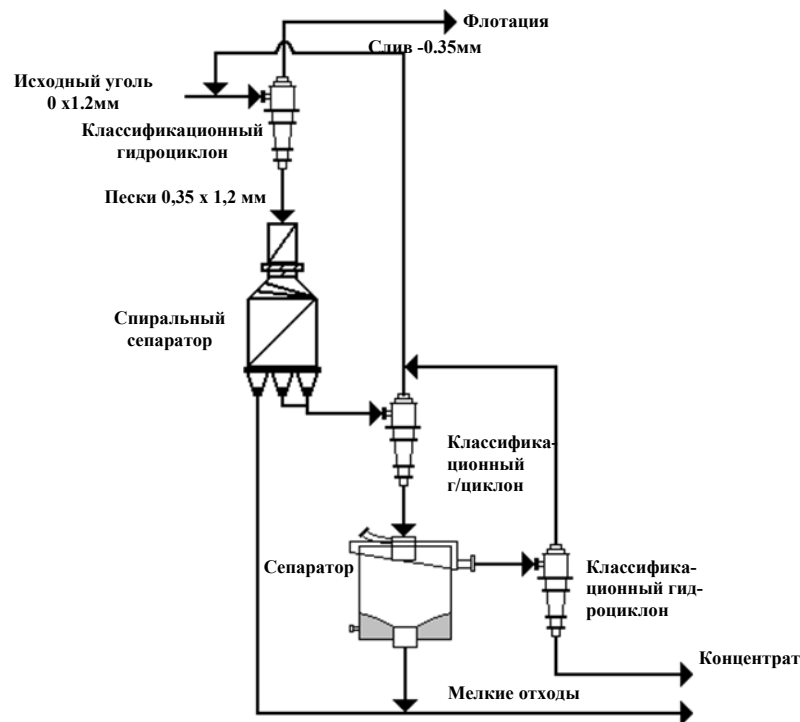 Флотация
Слив -0.35мм
Исходный уголь
0 х1.2мм
Классификационный
гидроциклон
Пески 0,35 х 1,2 мм
Спиральный
сепаратор
Классифика-
ционный
г/циклон
Сепаратор
Классифика-
ционный гид-
роциклон
Концентрат
Мелкие отходы